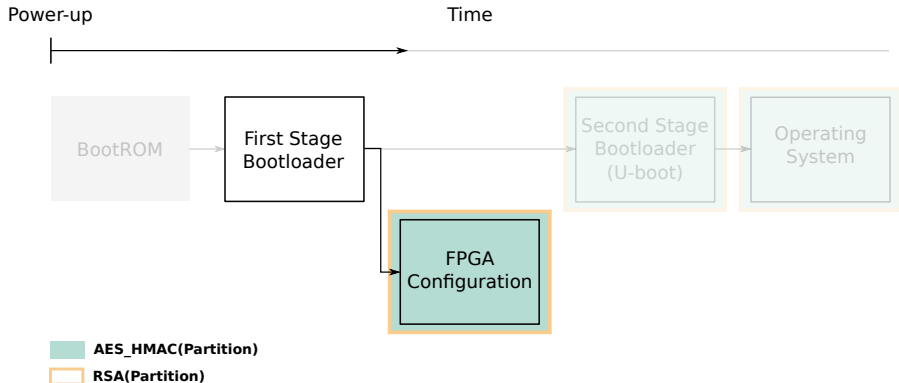 Power-up
Time
BootROM
First Stage
Bootloader
Second Stage
Bootloader
(U-boot)
Operating
System
FPGA
Configuration
AES_HMAC(Partition)
RSA(Partition)